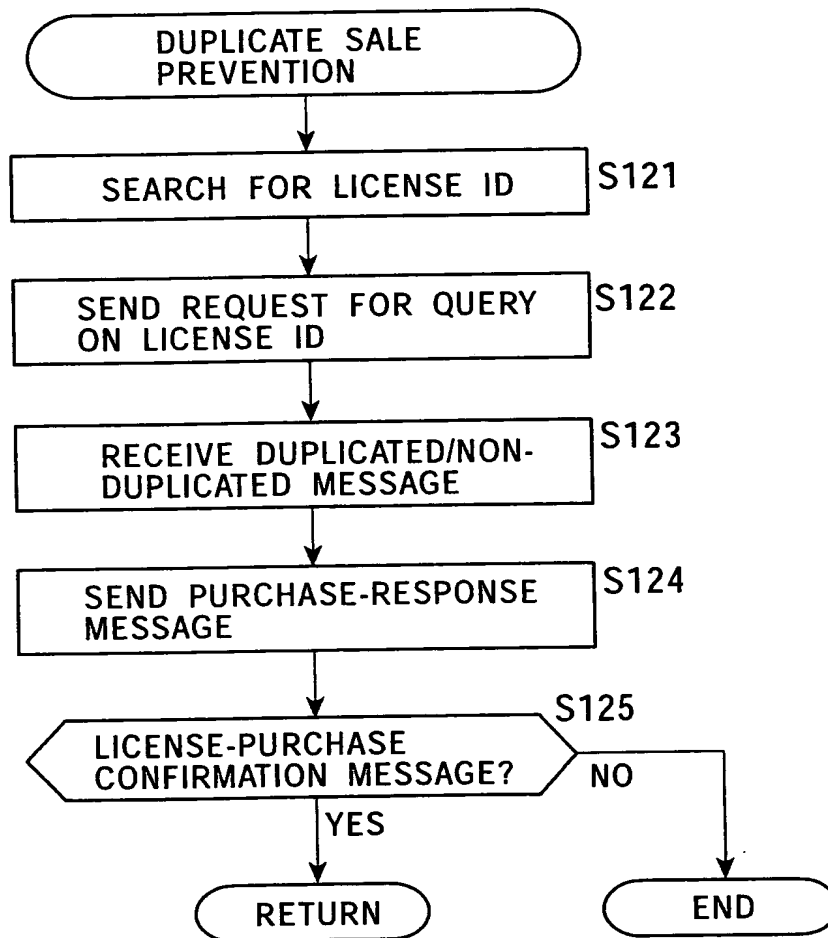 DUPLICATE SALE
PREVENTION
SEARCH FOR LICENSE ID
S121
SEND REQUEST FOR QUERY
ON LICENSE ID
S122
RECEIVE DUPLICATED/NON-
DUPLICATED MESSAGE
S123
SEND PURCHASE-RESPONSE
MESSAGE
S124
S125
LICENSE-PURCHASE
CONFIRMATION MESSAGE?
NO
YES
RETURN
END